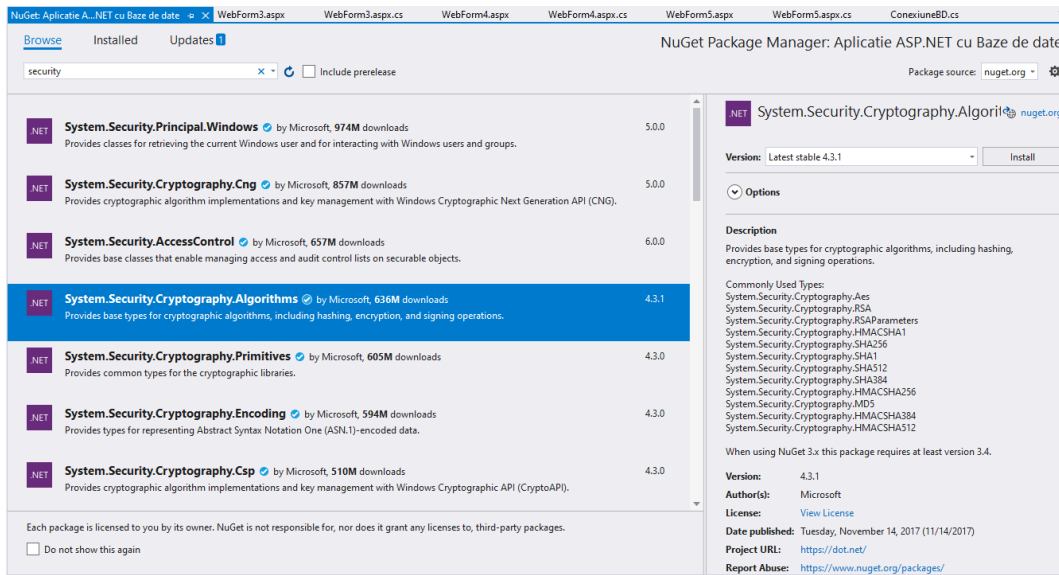 NuGet: Aplicatie A...NET cu Baze de date
WebForm3.aspx
WebForm3.aspx.cs
WebForm4.aspx
WebForm4.aspx.cs
WebForm5.aspx
WebForm5.aspx.cs
ConexiuneBD.cs
Browse
Installed
Updates 1
NuGet Package Manager: Aplicatie ASP.NET cu Baze de date
security
Include prerelease
Package source: nuget.org
.NET
System.Security.Principal.Windows by Microsoft, 974M downloads
5.0.0
Provides classes for retrieving the current Windows user and for interacting with Windows users and groups.
.NET
System.Security.Cryptography.Cng by Microsoft, 857M downloads
5.0.0
Provides cryptographic algorithm implementations and key management with Windows Cryptographic Next Generation API (CNG).
.NET
System.Security.AccessControl by Microsoft, 657M downloads
6.0.0
Provides base classes that enable managing access and audit control lists on securable objects.
.NET
System.Security.Cryptography.Algorithms by Microsoft, 636M downloads
4.3.1
Provides base types for cryptographic algorithms, including hashing, encryption, and signing operations.
.NET
System.Security.Cryptography.Primitives by Microsoft, 605M downloads
4.3.0
Provides common types for the cryptographic libraries.
.NET
System.Security.Cryptography.Encoding by Microsoft, 594M downloads
4.3.0
Provides types for representing Abstract Syntax Notation One (ASN.1)-encoded data.
.NET
System.Security.Cryptography.Csp by Microsoft, 510M downloads
4.3.0
Provides cryptographic algorithm implementations and key management with Windows Cryptographic API (CryptoAPI).
Each package is licensed to you by its owner. NuGet is not responsible for, nor does it grant any licenses to, third-party packages.
Do not show this again
.NET
System.Security.Cryptography.Algorit
nuget.org
Version: Latest stable 4.3.1
Install
Options
Description
Provides base types for cryptographic algorithms, including hashing,
encryption, and signing operations.
Commonly Used Types:
System.Security.Cryptography.Aes
System.Security.Cryptography.RSA
System.Security.Cryptography.RSAParameters
System.Security.Cryptography.HMACSHA1
System.Security.Cryptography.SHA256
System.Security.Cryptography.SHA1
System.Security.Cryptography.SHA512
System.Security.Cryptography.SHA384
System.Security.Cryptography.HMACSHA256
System.Security.Cryptography.MD5
System.Security.Cryptography.HMACSHA384
System.Security.Cryptography.HMACSHA512
When using NuGet 3.x this package requires at least version 3.4.
Version: 4.3.1
Author(s): Microsoft
License: View License
Date published: Tuesday, November 14, 2017 (11/14/2017)
Project URL: https://dot.net/
Report Abuse: https://www.nuget.org/packages/